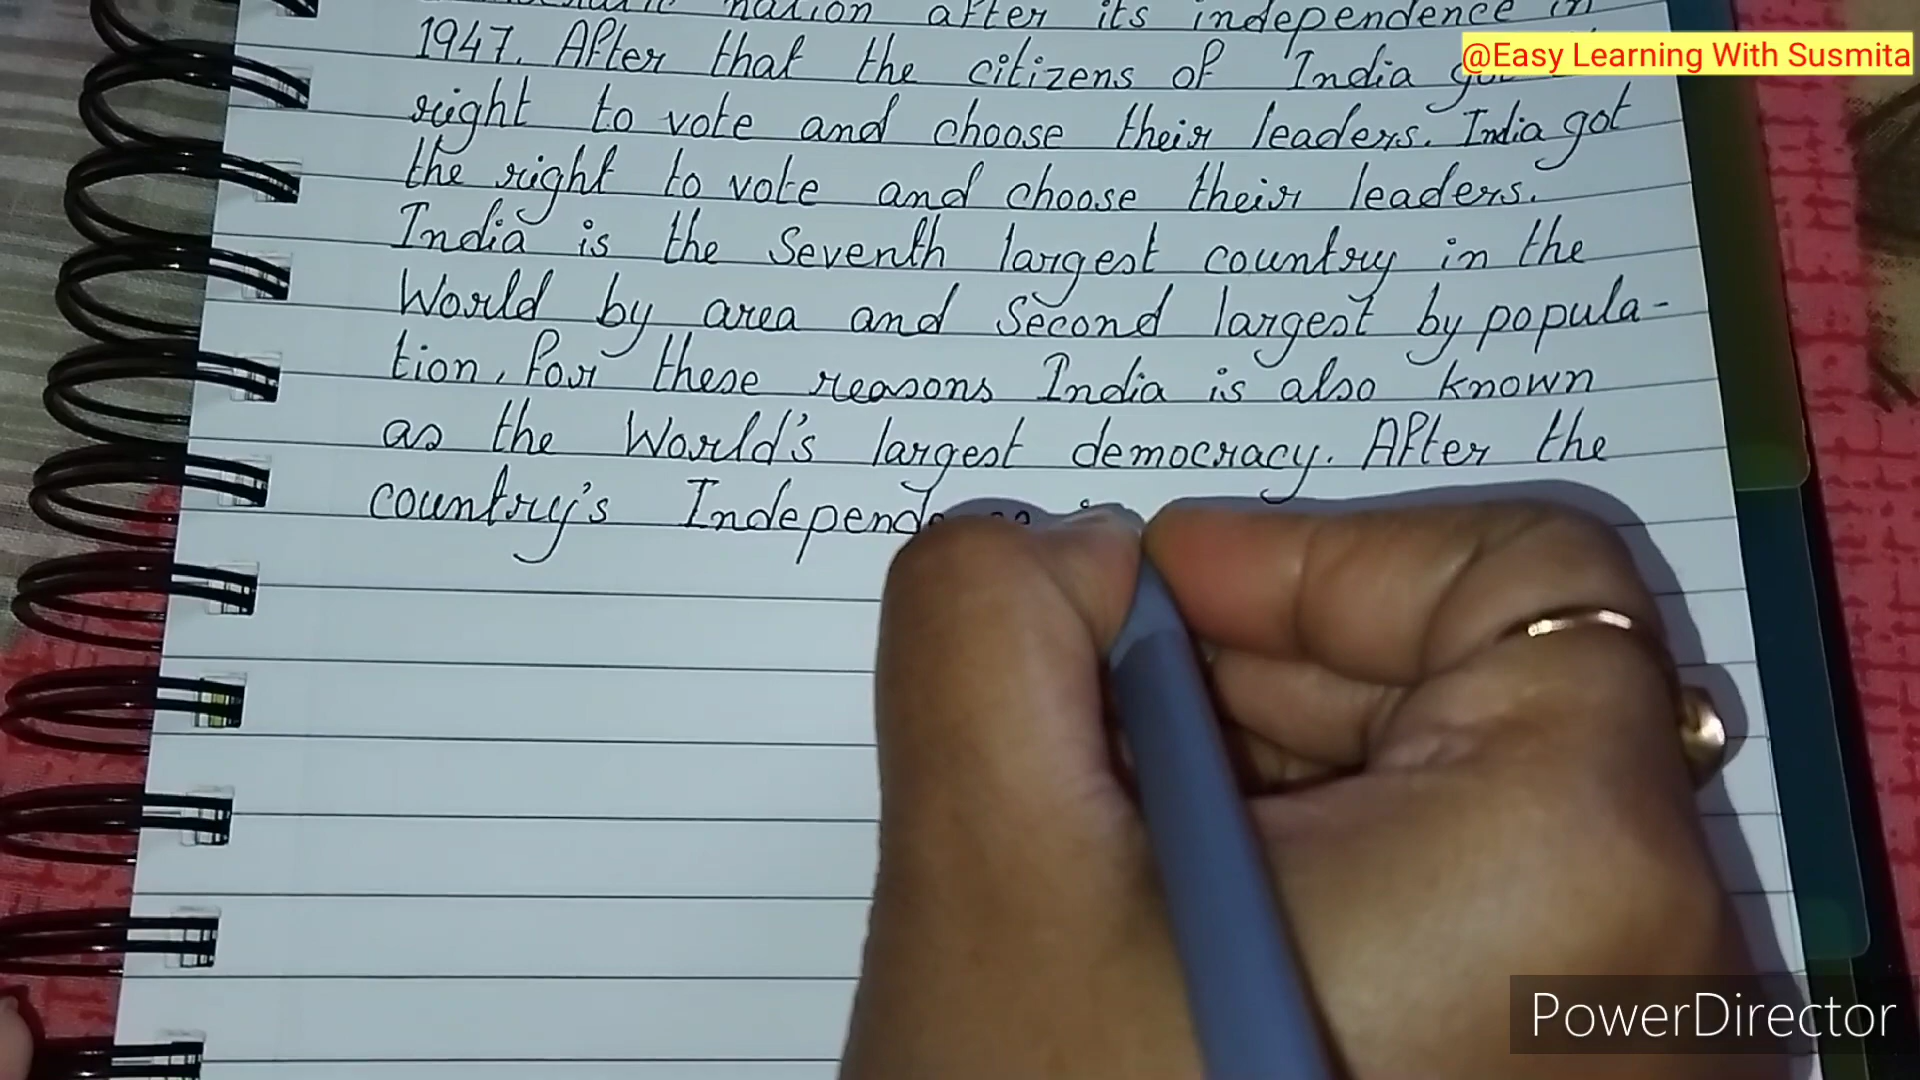 nation after its independence in
1947. After that the citizens of India
@Easy Learning With Susmita
right to vote and choose their leaders. India got
the right to vote and choose their leaders.
India is the Seventh largest country in the
World by area and Second largest by popula-
tion, for these reasons India is also known
as the World's largest democracy. After the
country's
PowerDirector